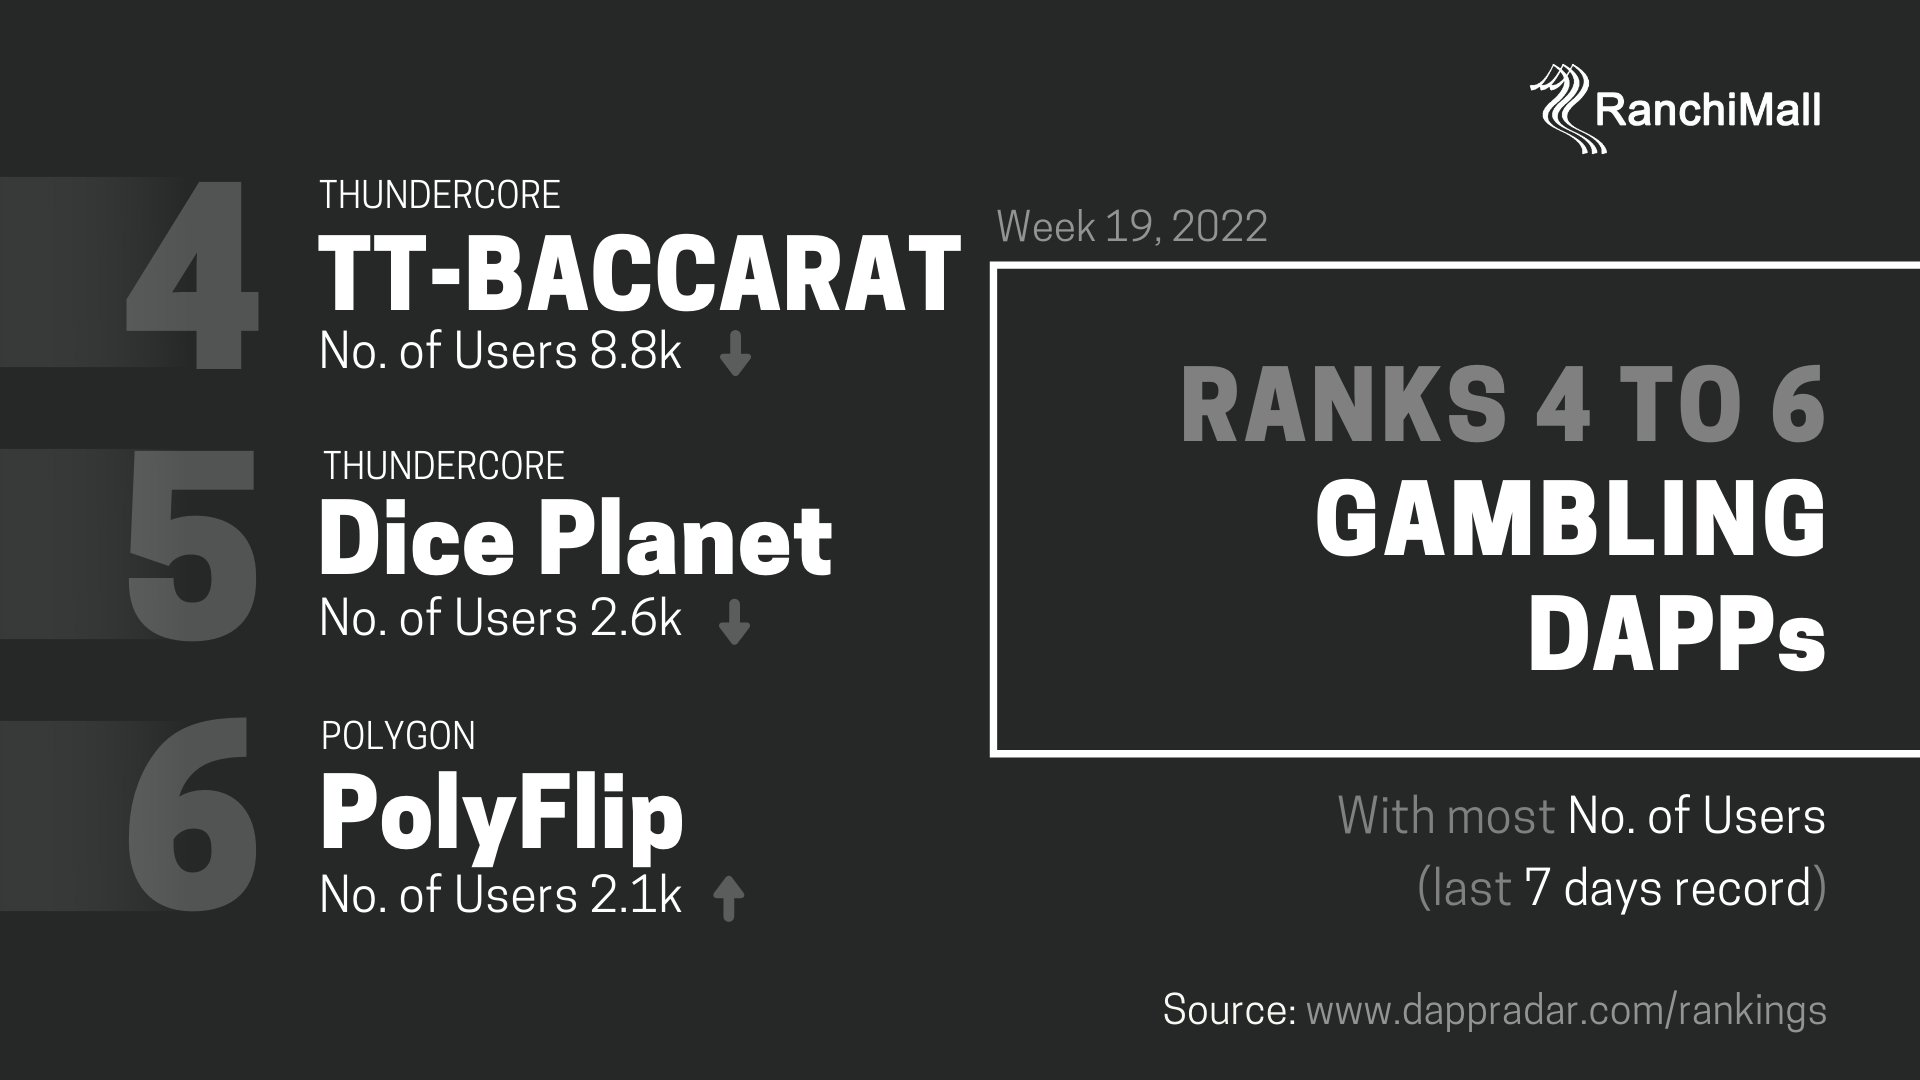 RanchiMall
4
THUNDERCORE
TT-BACCARAT
No. of Users 8.8k
5
THUNDERCORE
Dice Planet
No. of Users 2.6k
6
POLYGON
PolyFlip
No. of Users 2.1k
Week 19, 2022
RANKS 4 TO 6
GAMBLING
DAPPs
With most No. of Users
(last 7 days record)
Source: www.dappradar.com/rankings